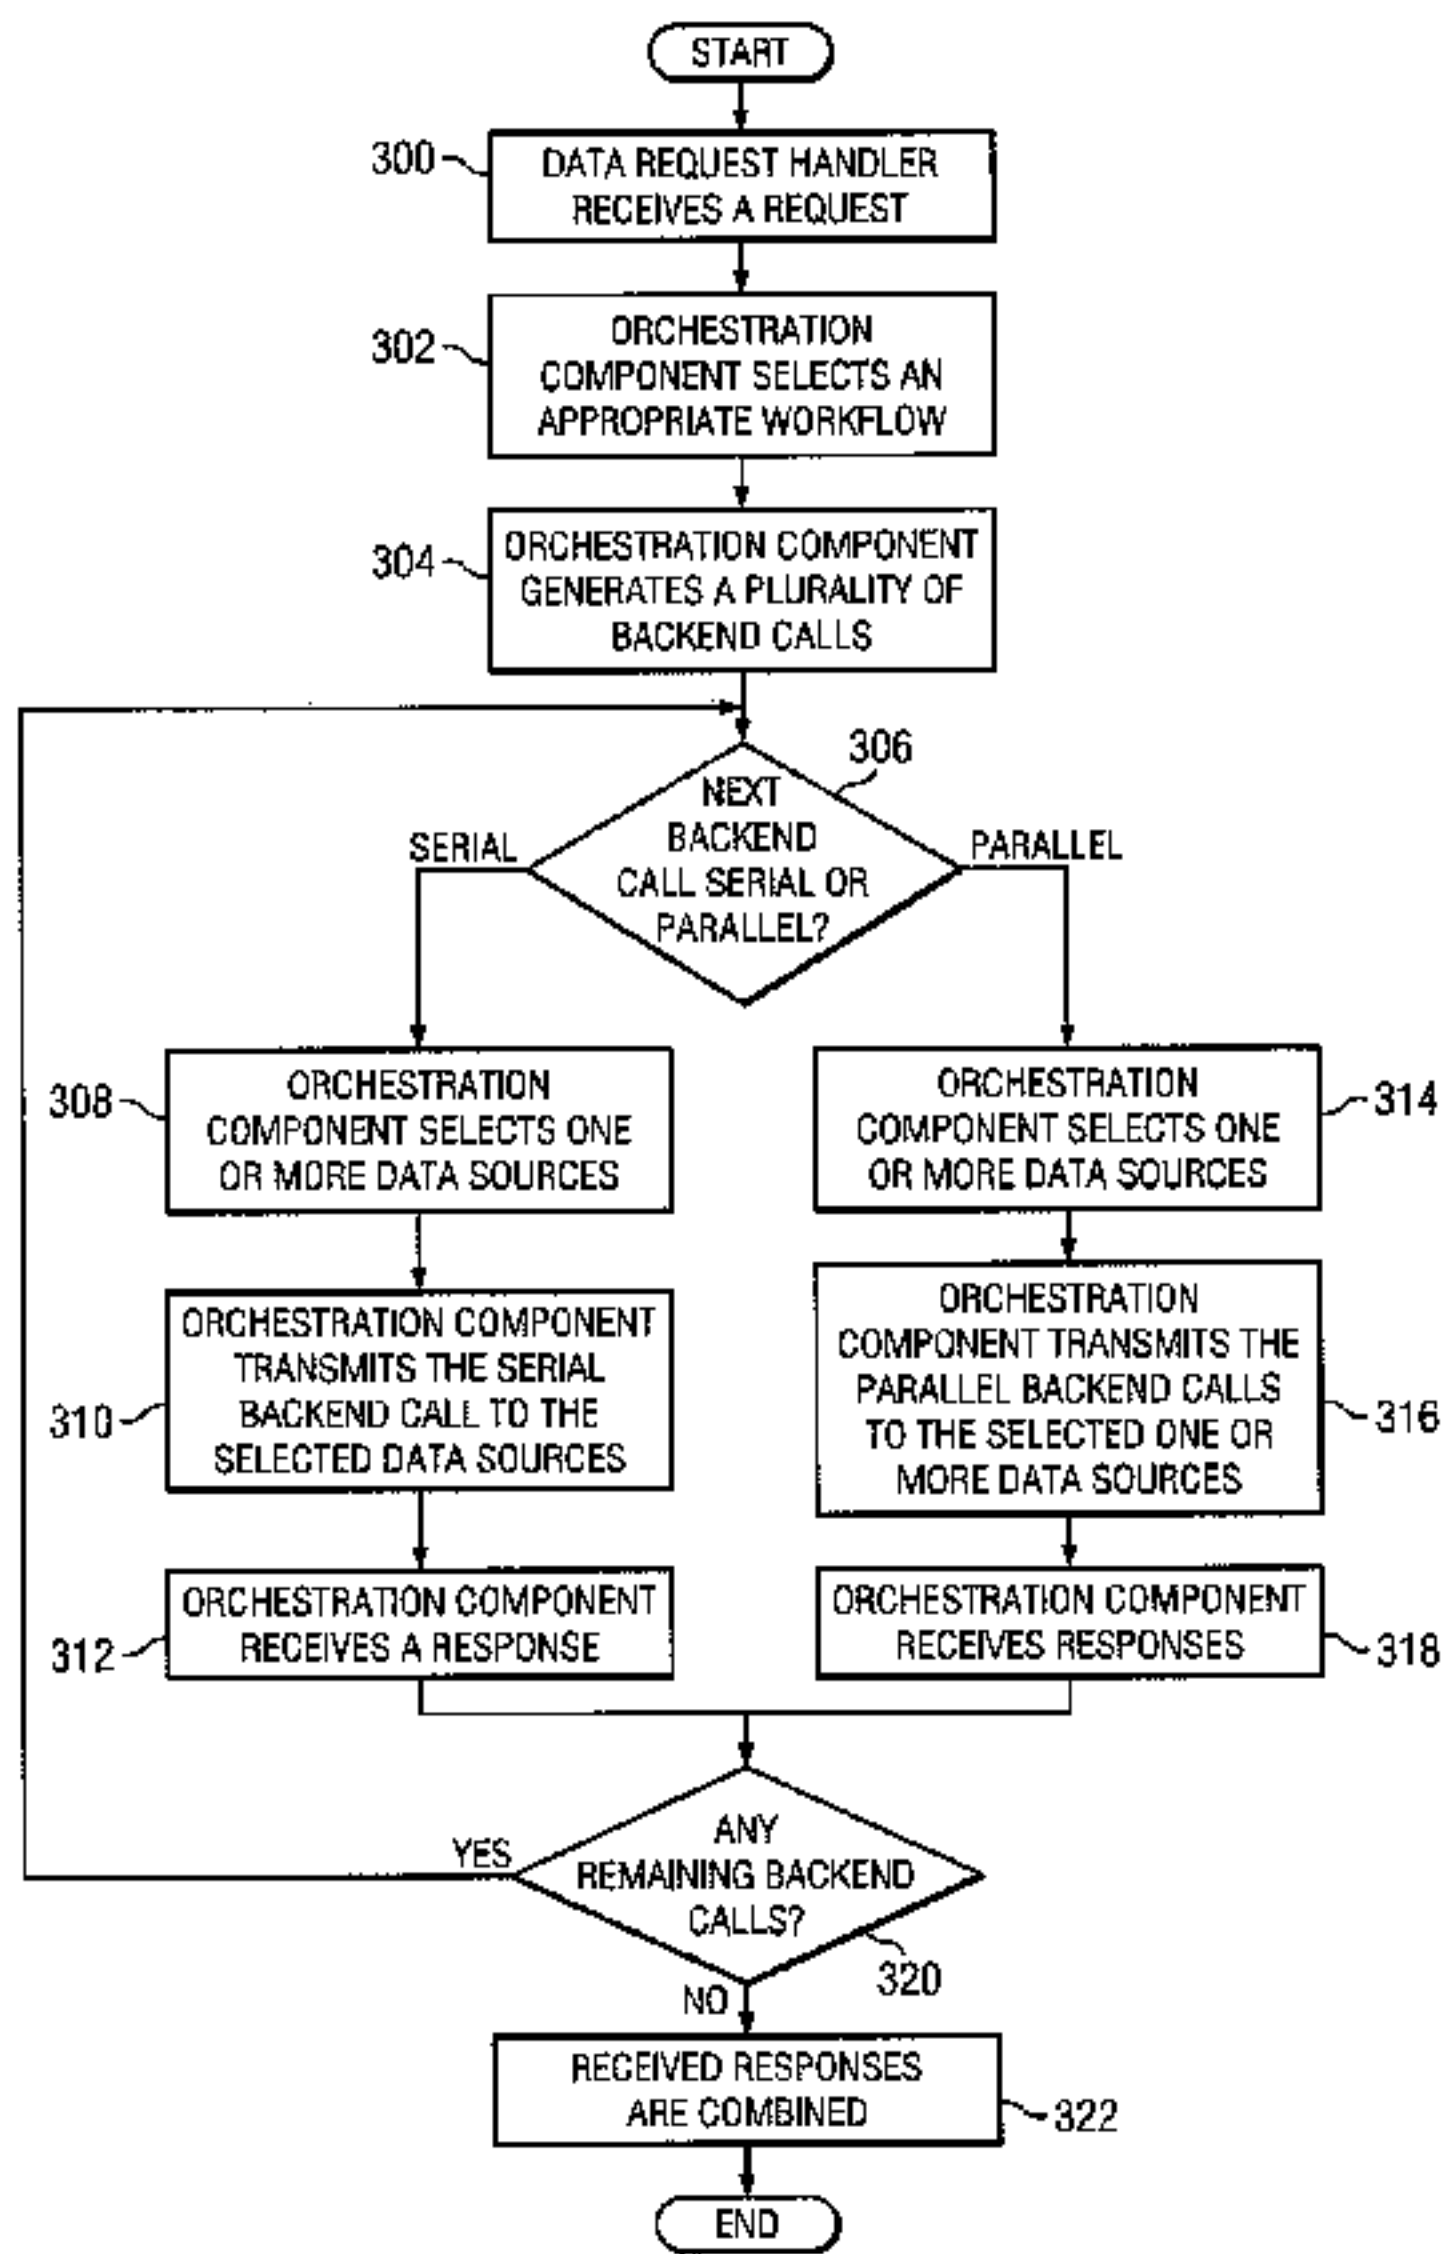 START
300
DATA REQUEST HANDLER
RECEIVES A REQUEST
302
ORCHESTRATION
COMPONENT SELECTS AN
APPROPRIATE WORKFLOW
304
ORCHESTRATION COMPONENT
GENERATES A PLURALITY OF
BACKEND CALLS
306
NEXT
BACKEND
CALL SERIAL OR
PARALLEL?
SERIAL
PARALLEL
308
ORCHESTRATION
COMPONENT SELECTS ONE
OR MORE DATA SOURCES
310
ORCHESTRATION COMPONENT
TRANSMITS THE SERIAL
BACKEND CALL TO THE
SELECTED DATA SOURCES
312
ORCHESTRATION COMPONENT
RECEIVES A RESPONSE
ORCHESTRATION
COMPONENT SELECTS ONE
OR MORE DATA SOURCES
314
ORCHESTRATION
COMPONENT TRANSMITS THE
PARALLEL BACKEND CALLS
TO THE SELECTED ONE OR
MORE DATA SOURCES
316
ORCHESTRATION COMPONENT
RECEIVES RESPONSES
318
YES
ANY
REMAINING BACKEND
CALLS?
320
NO
RECEIVED RESPONSES
ARE COMBINED
322
END